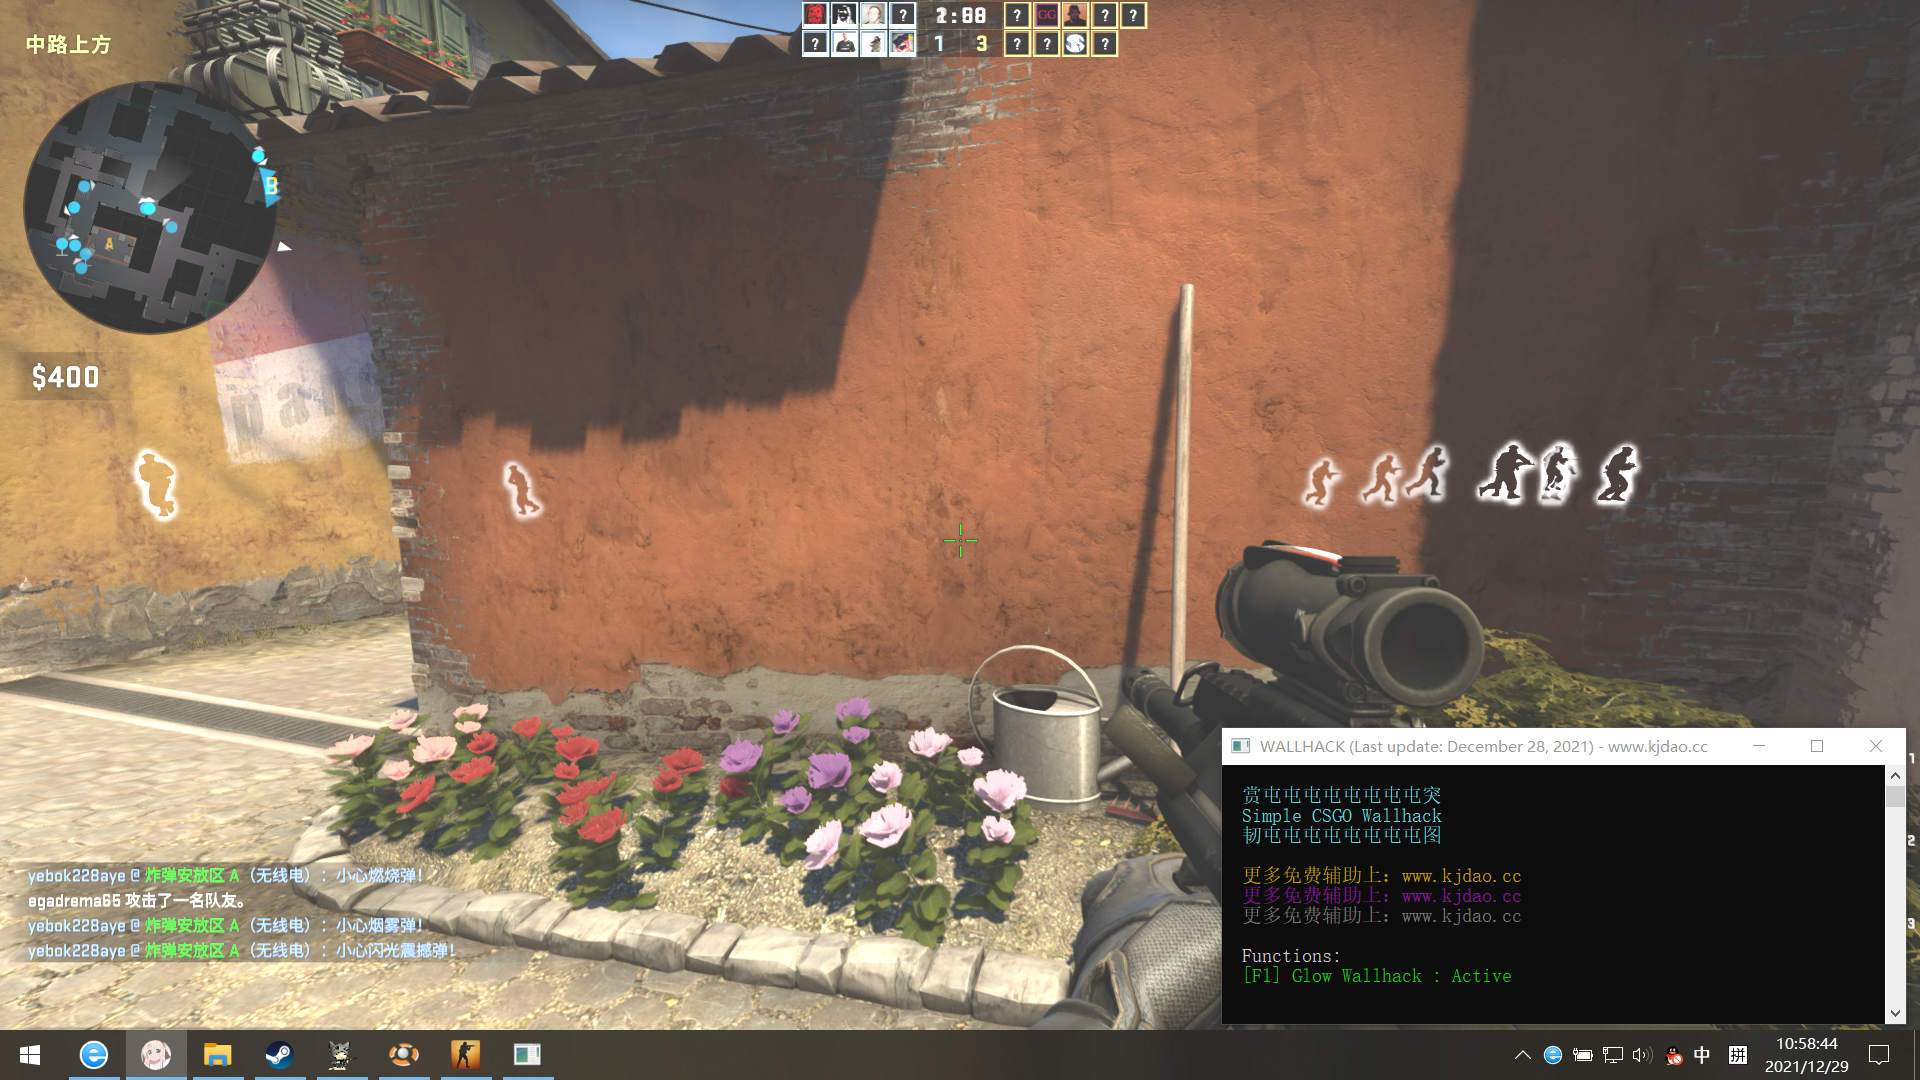 中路上方
? 2:08 ? GG ? ?
? 1 3 ? ? ?
B
A
$400
yebok228aye @ 炸弹安放区 A（无线电）：小心燃烧弹！
egadrema65 攻击了一名队友。
yebok228aye @ 炸弹安放区 A（无线电）：小心烟雾弹！
yebok228aye @ 炸弹安放区 A（无线电）：小心闪光震撼弹！
WALLHACK (Last update: December 28, 2021) - www.kjdao.cc
赏屯屯屯屯屯屯屯屯突
Simple CSGO Wallhack
韧屯屯屯屯屯屯屯屯图
更多免费辅助上: www.kjdao.cc
更多免费辅助上: www.kjdao.cc
更多免费辅助上: www.kjdao.cc
Functions:
[F1] Glow Wallhack : Active
1
2
3
中
拼
10:58:44
2021/12/29